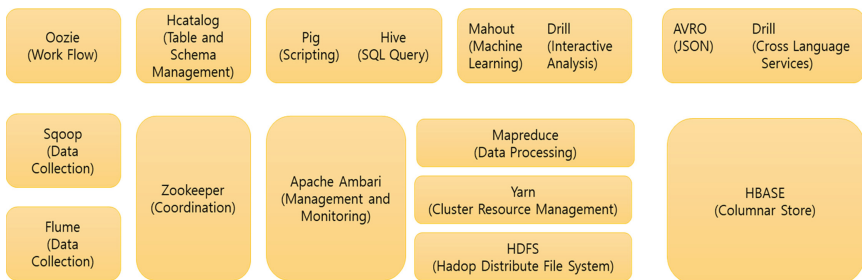 Oozie
(Work Flow)
Hcatalog
(Table and
Schema
Management)
Pig
(Scripting)
Hive
(SQL Query)
Mahout
(Machine
Learning)
Drill
(Interactive
Analysis)
AVRO
(JSON)
Drill
(Cross Language
Services)
Sqoop
(Data
Collection)
Flume
(Data
Collection)
Zookeeper
(Coordination)
Apache Ambari
(Management and
Monitoring)
Mapreduce
(Data Processing)
Yarn
(Cluster Resource Management)
HDFS
(Hadop Distribute File System)
HBASE
(Columnar Store)